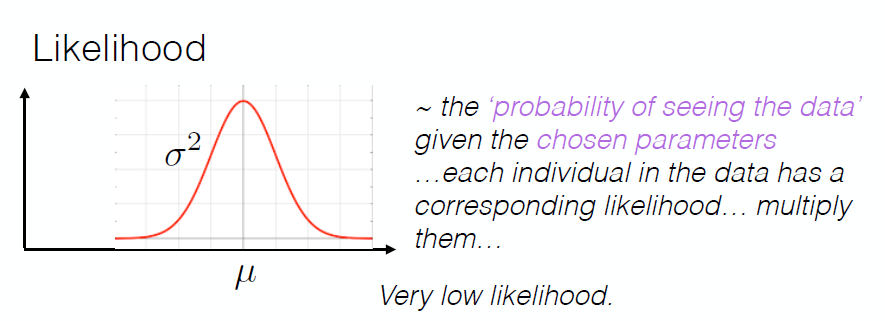 Likelihood
σ²
μ
~ the ‘probability of seeing the data’
given the chosen parameters
…each individual in the data has a
corresponding likelihood… multiply
them…
Very low likelihood.